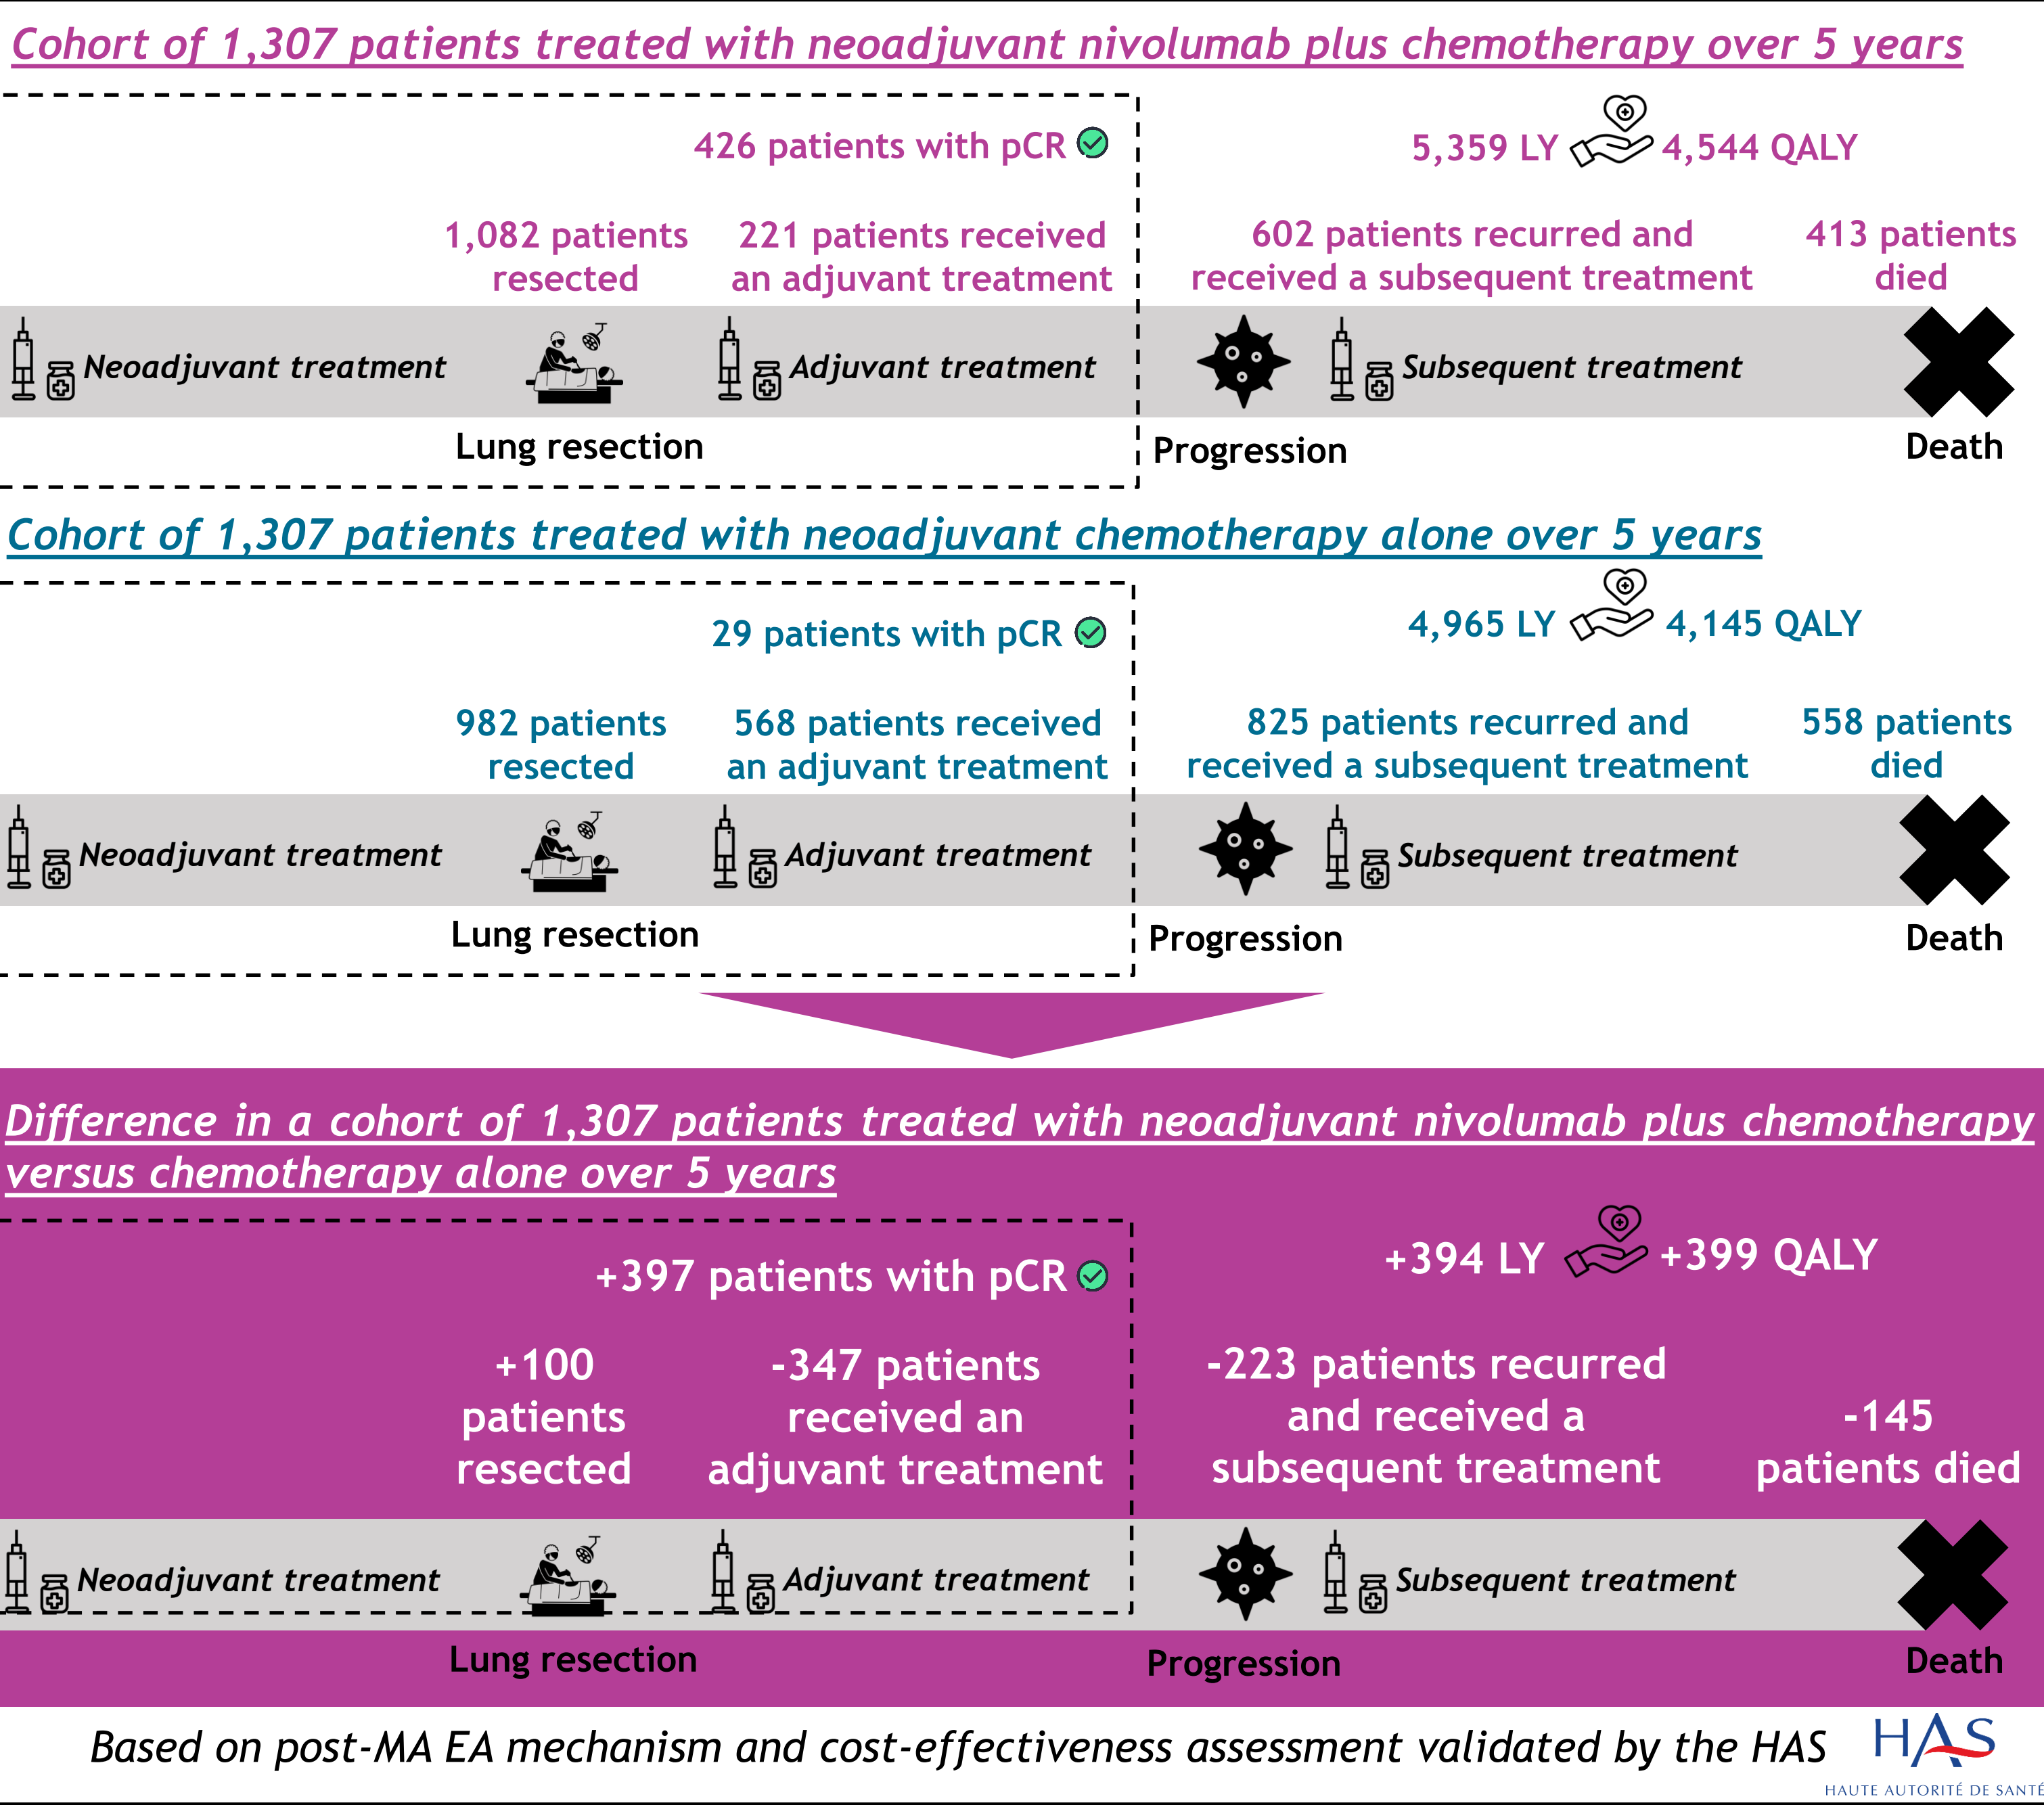 Cohort of 1,307 patients treated with neoadjuvant nivolumab plus chemotherapy over 5 years
426 patients with pCR
5,359 LY
4,544 QALY
1,082 patients
resected
221 patients received
an adjuvant treatment
602 patients recurred and
received a subsequent treatment
413 patients
died
Neoadjuvant treatment
Adjuvant treatment
Subsequent treatment
Lung resection
Progression
Death
Cohort of 1,307 patients treated with neoadjuvant chemotherapy alone over 5 years
29 patients with pCR
4,965 LY
4,145 QALY
982 patients
resected
568 patients received
an adjuvant treatment
825 patients recurred and
received a subsequent treatment
558 patients
died
Neoadjuvant treatment
Adjuvant treatment
Subsequent treatment
Lung resection
Progression
Death
Difference in a cohort of 1,307 patients treated with neoadjuvant nivolumab plus chemotherapy
versus chemotherapy alone over 5 years
+397 patients with pCR
+394 LY
+399 QALY
+100
patients
resected
-347 patients
received an
adjuvant treatment
-223 patients recurred
and received a
subsequent treatment
-145
patients died
Neoadjuvant treatment
Adjuvant treatment
Subsequent treatment
Lung resection
Progression
Death
Based on post-MA EA mechanism and cost-effectiveness assessment validated by the HAS
HAS
HAUTE AUTORITÉ DE SANTÉ